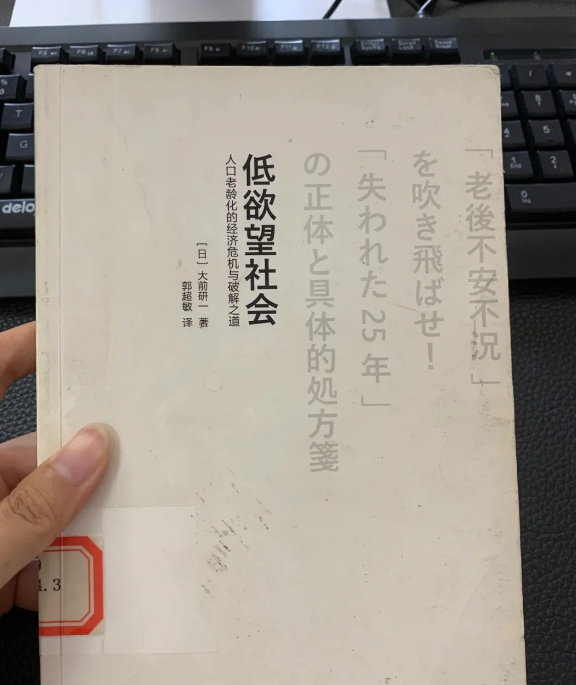 「老後不安不況」
を吹き飛ばせ！
「失われた25年」
の正体と具体的処方箋
低欲望社会
人口老龄化的经济危机与破解之道
［日］大前研一 著
郭超敏 译
4.3
delo